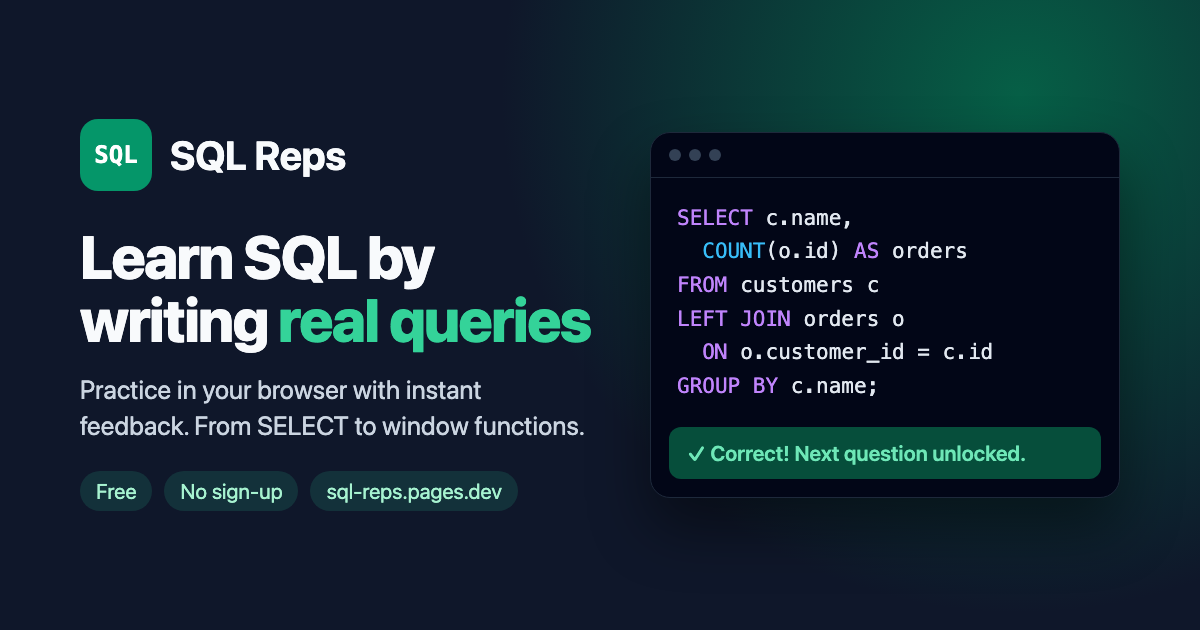 SQL
SQL Reps
Learn SQL by
writing real queries
Practice in your browser with instant
feedback. From SELECT to window functions.
Free
No sign-up
sql-reps.pages.dev
SELECT c.name,
  COUNT(o.id) AS orders
FROM customers c
LEFT JOIN orders o
  ON o.customer_id = c.id
GROUP BY c.name;
✓ Correct! Next question unlocked.